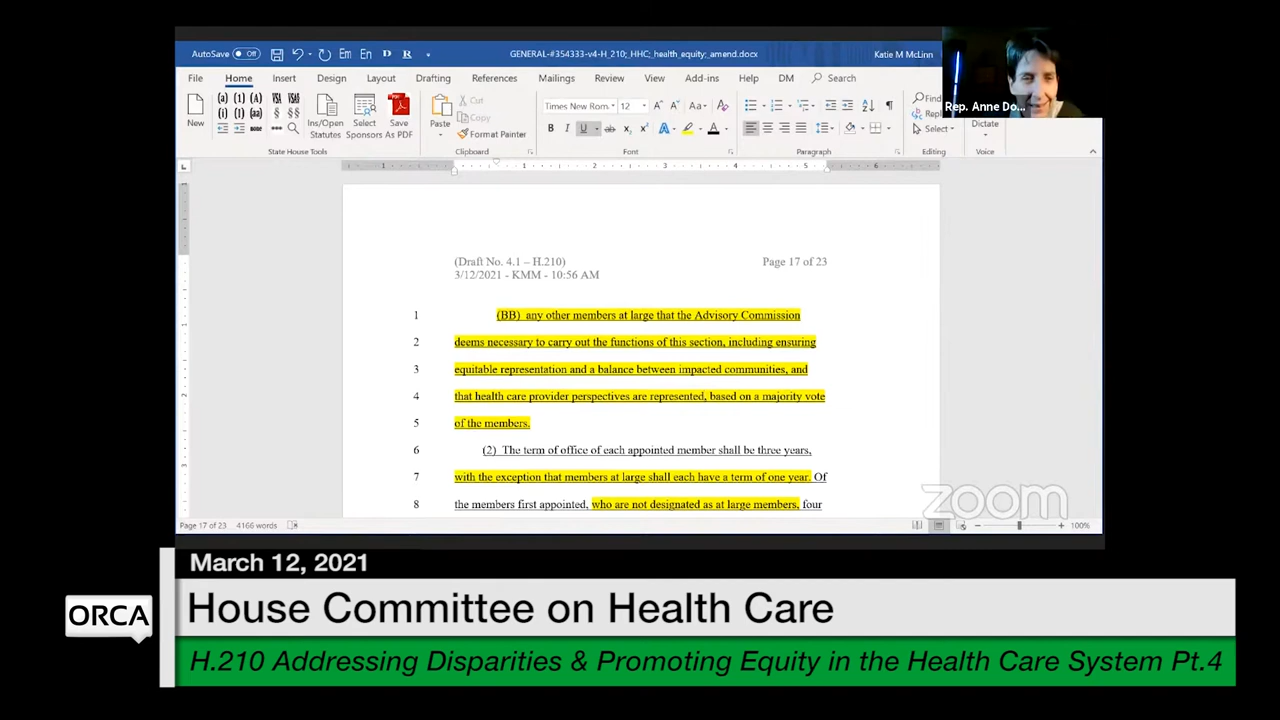 AutoSave Off Em En D R GENERAL-#354333-v4-H_210;_HHC;_health_equity;_amend.docx Katie M McLinn
File Home Insert Design Layout Drafting References Mailings Review View Add-ins Help DM Search
Rep. Anne Do...
New
Ins/Open Statutes
Select Sponsors
Save As PDF
Paste
Cut
Copy
Format Painter
Times New Rom... 12
Find
Select
Dictate
State House Tools Clipboard Font Paragraph Editing Voice
(Draft No. 4.1 – H.210) Page 17 of 23
3/12/2021 - KMM - 10:56 AM
1 (BB) any other members at large that the Advisory Commission
2 deems necessary to carry out the functions of this section, including ensuring
3 equitable representation and a balance between impacted communities, and
4 that health care provider perspectives are represented, based on a majority vote
5 of the members.
6 (2) The term of office of each appointed member shall be three years,
7 with the exception that members at large shall each have a term of one year. Of
8 the members first appointed, who are not designated as at large members, four
zoom
Page 17 of 23 4166 words 100%
March 12, 2021
ORCA
House Committee on Health Care
H.210 Addressing Disparities & Promoting Equity in the Health Care System Pt.4